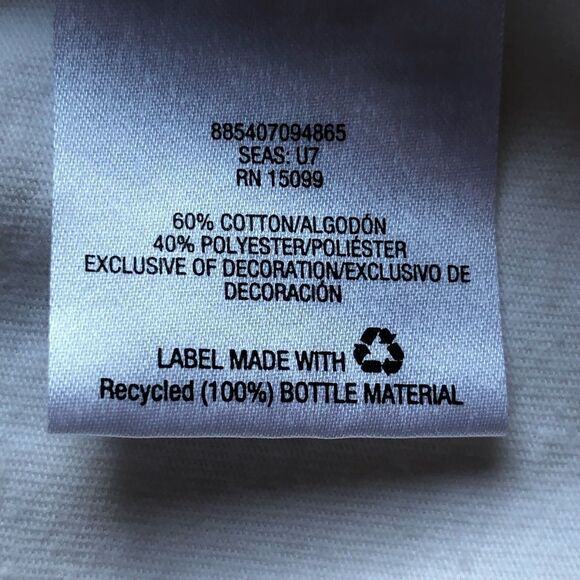 885407094865
SEAS: U7
RN 15099
60% COTTON/ALGODÓN
40% POLYESTER/POLIÉSTER
EXCLUSIVE OF DECORATION/EXCLUSIVO DE
DECORACIÓN
LABEL MADE WITH
Recycled (100%) BOTTLE MATERIAL